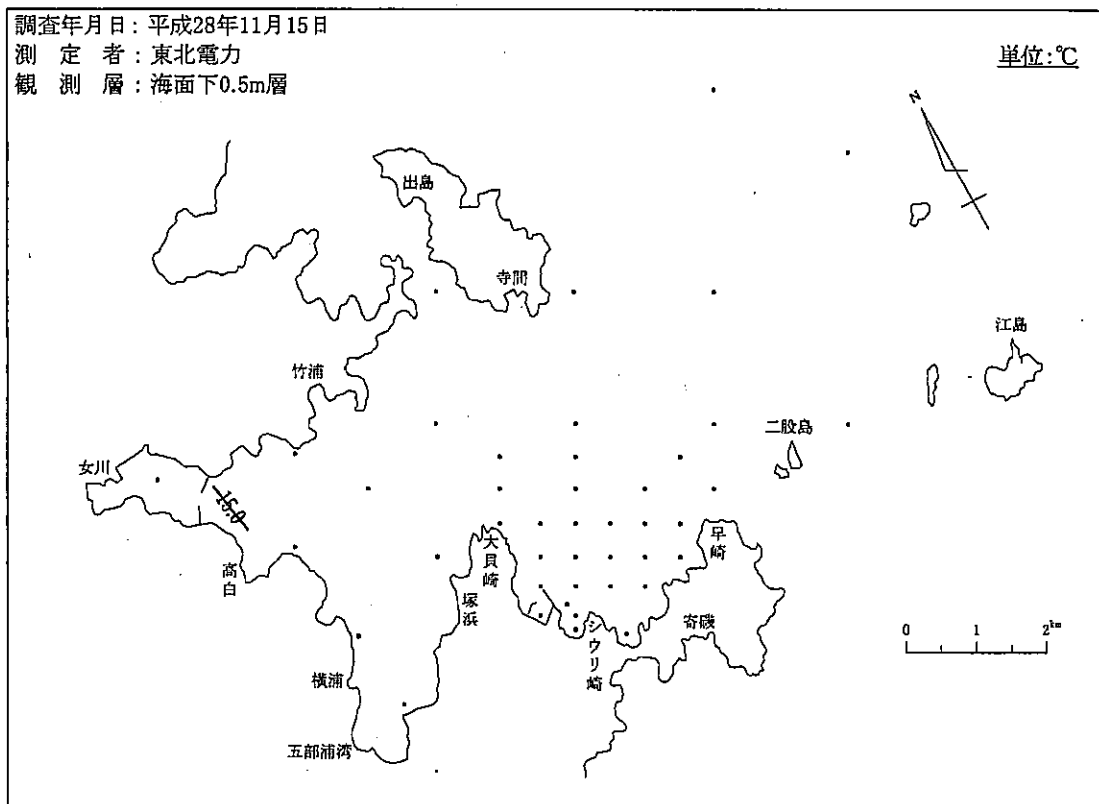 調査年月日：平成28年11月15日
測定者：東北電力
観測層：海面下0.5m層
単位：℃
N
出島
寺間
江島
竹浦
二股島
女川
15.0
早崎
大貝崎
高白
塚浜
寄磯
シウリ崎
横浦
五部浦湾
0 1 2km